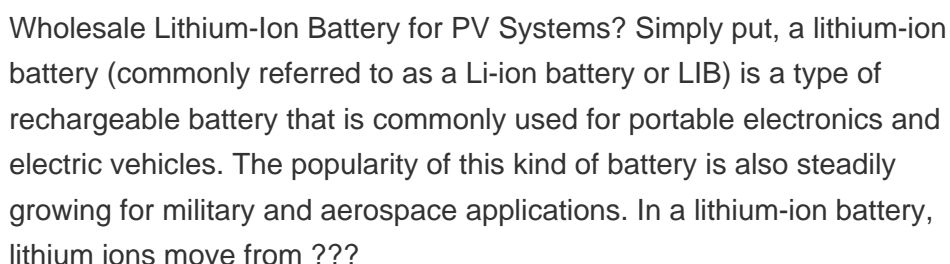 Wholesale Lithium-Ion Battery for PV Systems? Simply put, a lithium-ion
battery (commonly referred to as a Li-ion battery or LIB) is a type of
rechargeable battery that is commonly used for portable electronics and
electric vehicles. The popularity of this kind of battery is also steadily
growing for military and aerospace applications. In a lithium-ion battery,
lithium ions move from ???